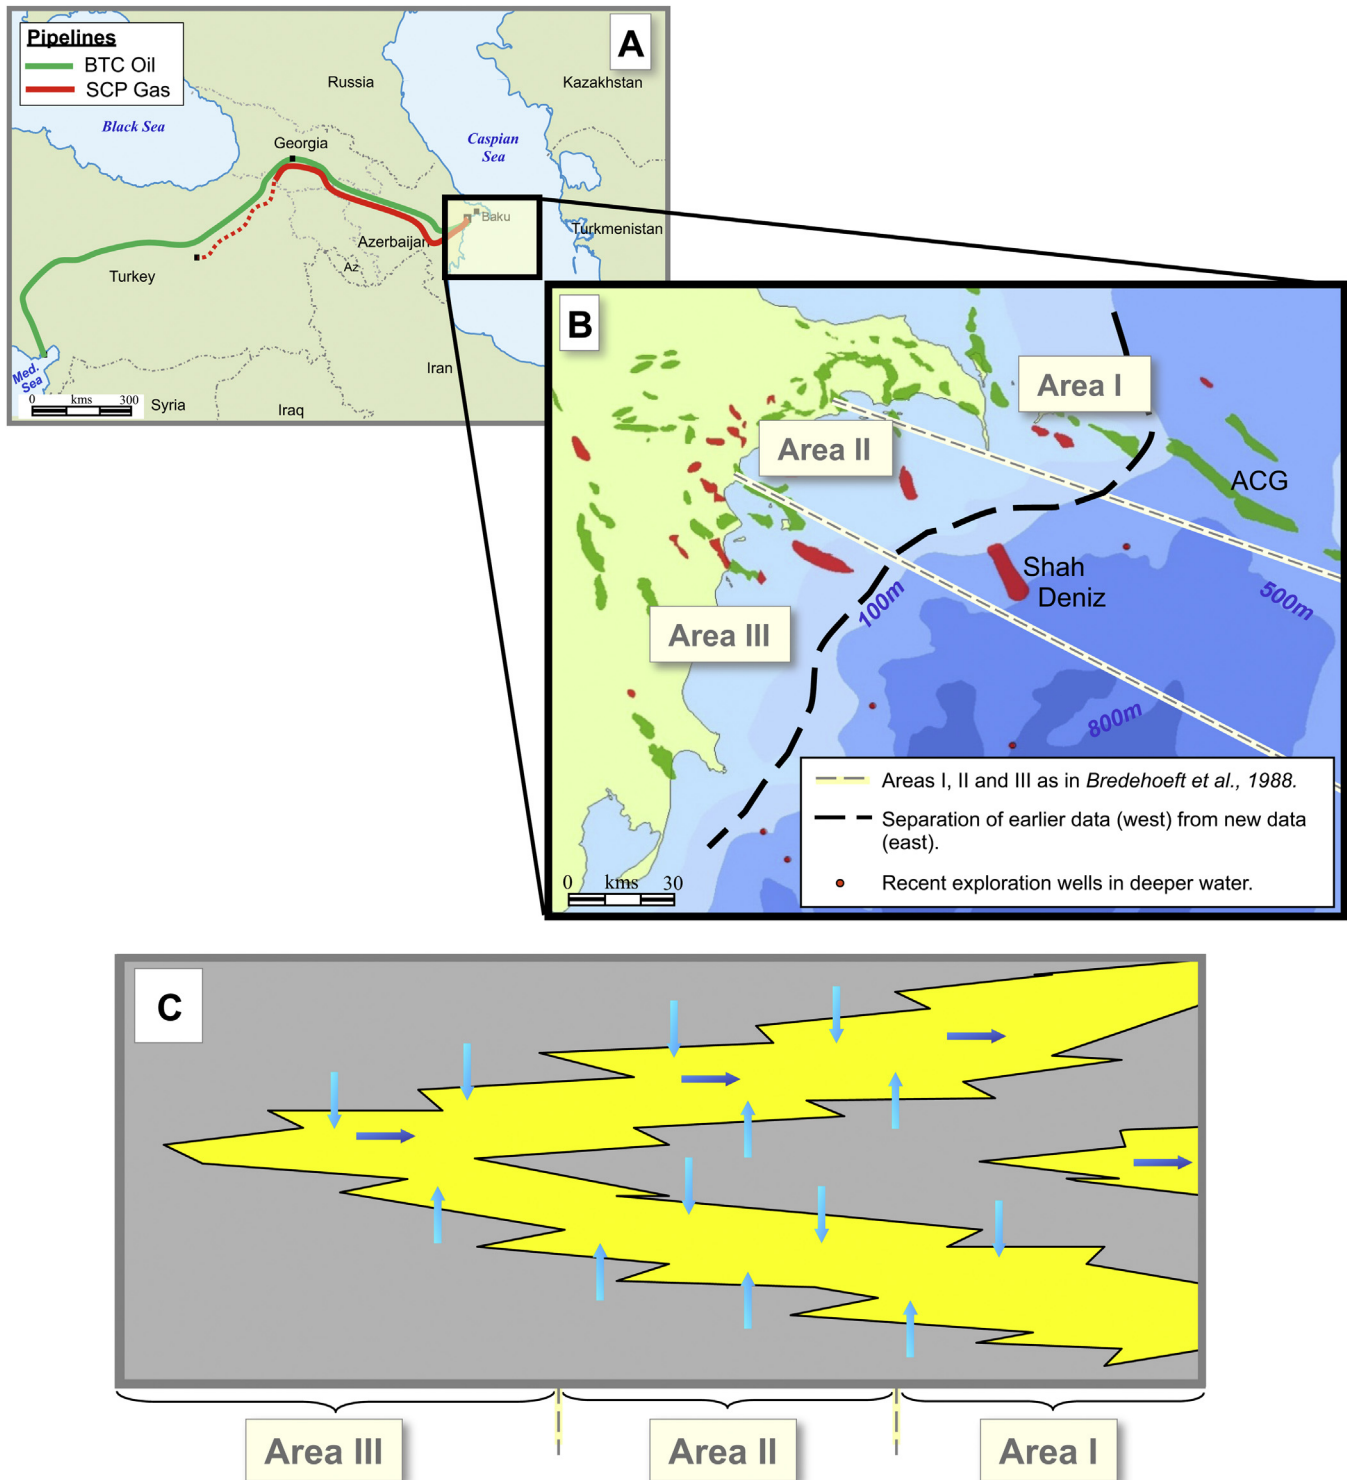 Pipelines
BTC Oil
SCP Gas
A
Russia
Kazakhstan
Black Sea
Caspian
Sea
Georgia
Baku
Turkmenistan
Azerbaijan
Az
Turkey
Iran
Med.
Sea
kms
0 300
Syria
Iraq
B
Area I
Area II
ACG
Shah
Deniz
100m
500m
Area III
800m
Areas I, II and III as in Bredehoeft et al., 1988.
Separation of earlier data (west) from new data
(east).
Recent exploration wells in deeper water.
0 kms 30
C
Area III
Area II
Area I